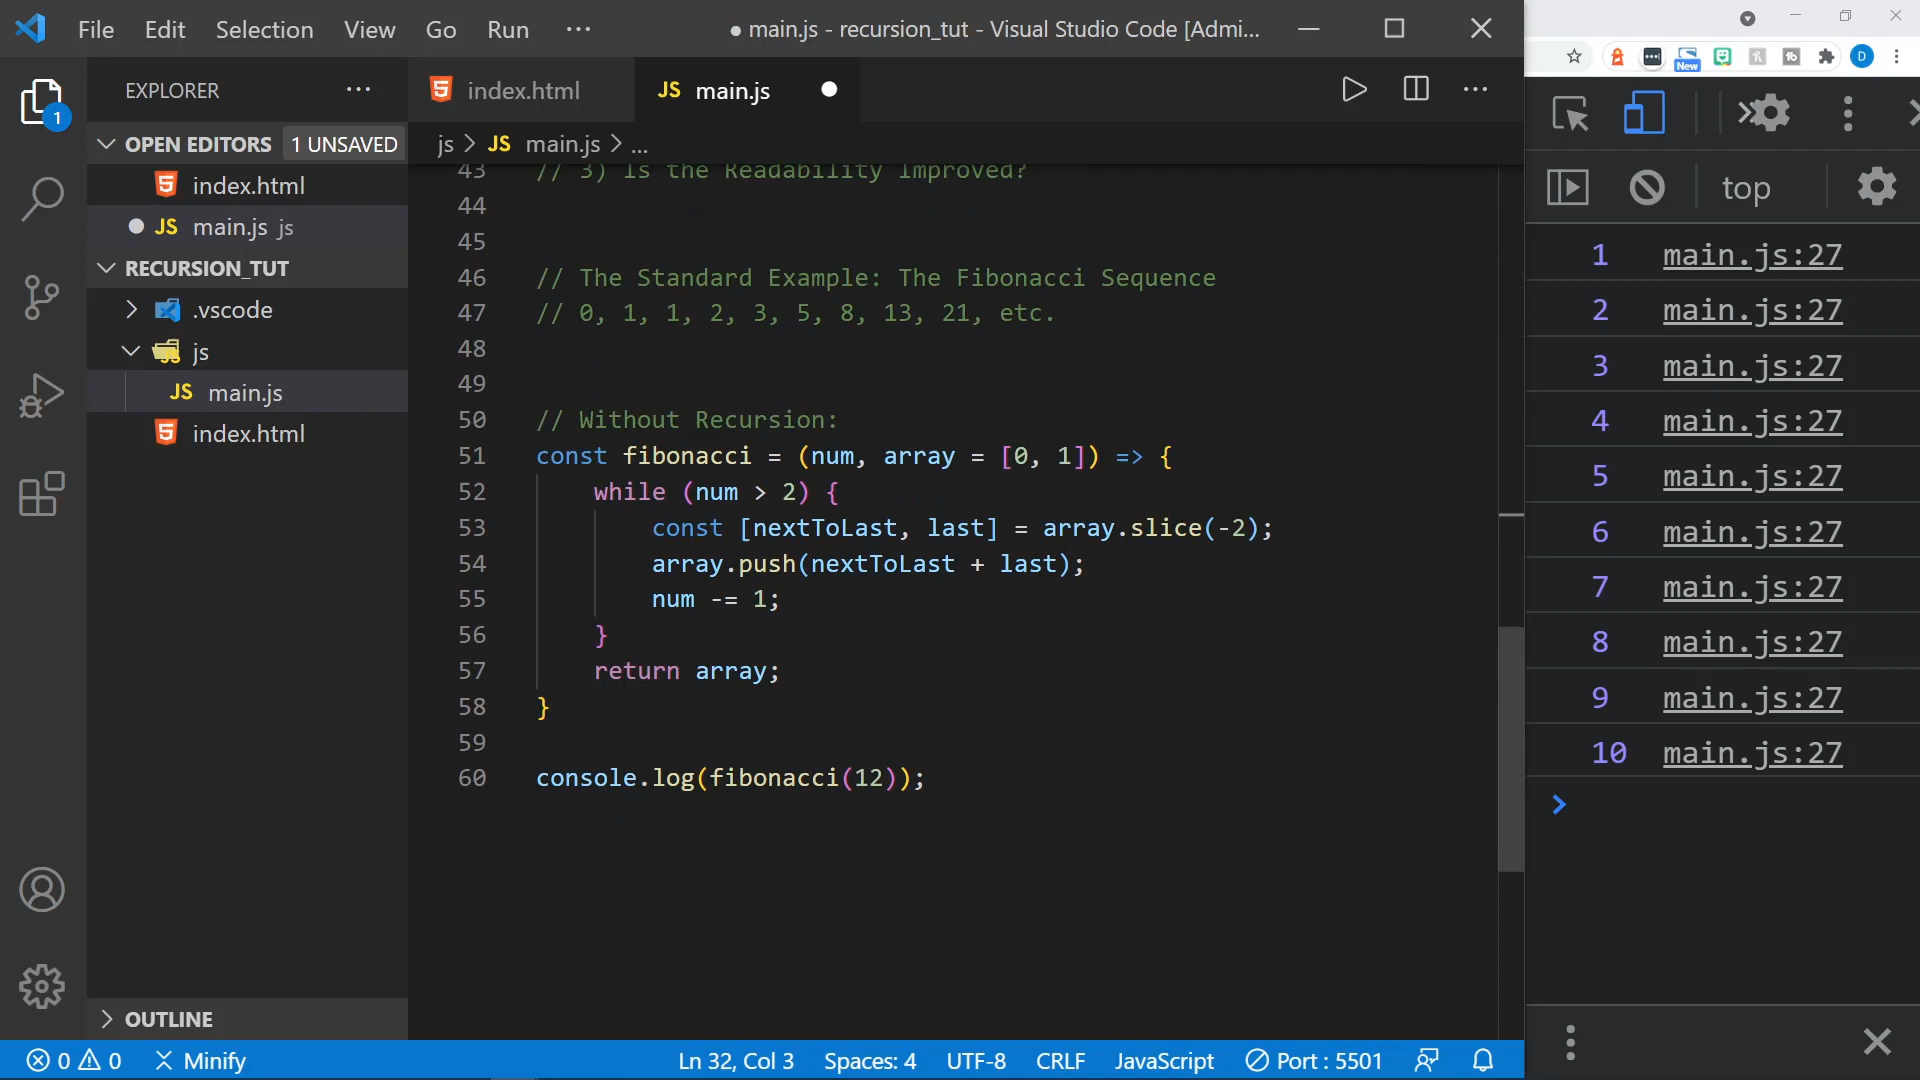 File Edit Selection View Go Run ··· ● main.js - recursion_tut - Visual Studio Code [Admi...
EXPLORER ···
index.html
JS main.js
OPEN EDITORS 1 UNSAVED
index.html
JS main.js js
RECURSION_TUT
.vscode
js
JS main.js
index.html
OUTLINE
js > JS main.js > ...
43 // 3) Is the Readability Improved?
44
45
46 // The Standard Example: The Fibonacci Sequence
47 // 0, 1, 1, 2, 3, 5, 8, 13, 21, etc.
48
49
50 // Without Recursion:
51 const fibonacci = (num, array = [0, 1]) => {
52 while (num > 2) {
53 const [nextToLast, last] = array.slice(-2);
54 array.push(nextToLast + last);
55 num -= 1;
56 }
57 return array;
58 }
59
60 console.log(fibonacci(12));
New
D
top
1 main.js:27
2 main.js:27
3 main.js:27
4 main.js:27
5 main.js:27
6 main.js:27
7 main.js:27
8 main.js:27
9 main.js:27
10 main.js:27
0 0 Minify Ln 32, Col 3 Spaces: 4 UTF-8 CRLF JavaScript Port : 5501